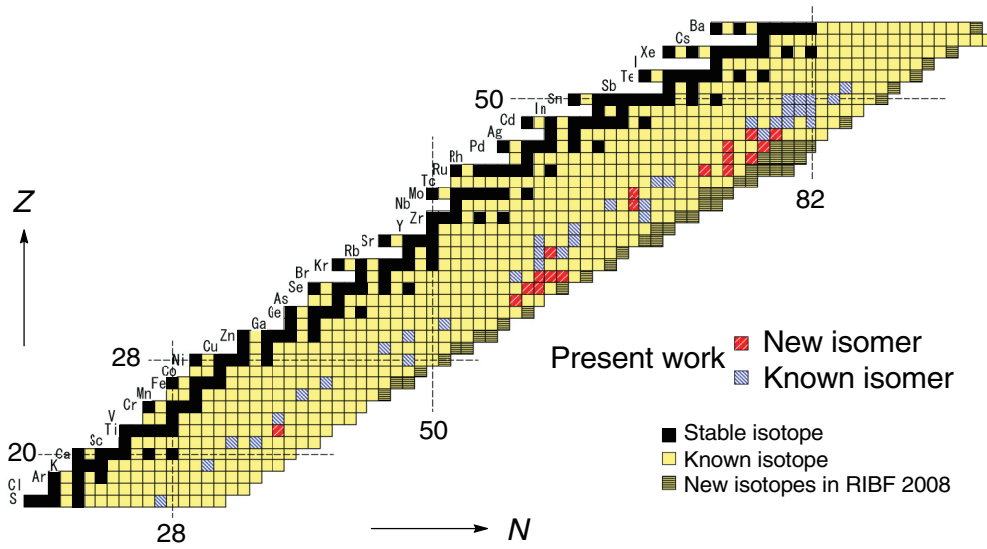 Ba
Cs
Xe
I
Te
Sb
50
Sn
In
Cd
Ag
Pd
Rh
Ru
Tc
Mo
82
Nb
Zr
Z
Y
Sr
Rb
Kr
Br
Se
As
Ge
Ga
Zn
Cu
28
Ni
Co
Fe
Mn
Cr
V
Ti
Sc
20
Ca
K
Ar
Cl
S
28
50
N
Present work
New isomer
Known isomer
Stable isotope
Known isotope
New isotopes in RIBF 2008